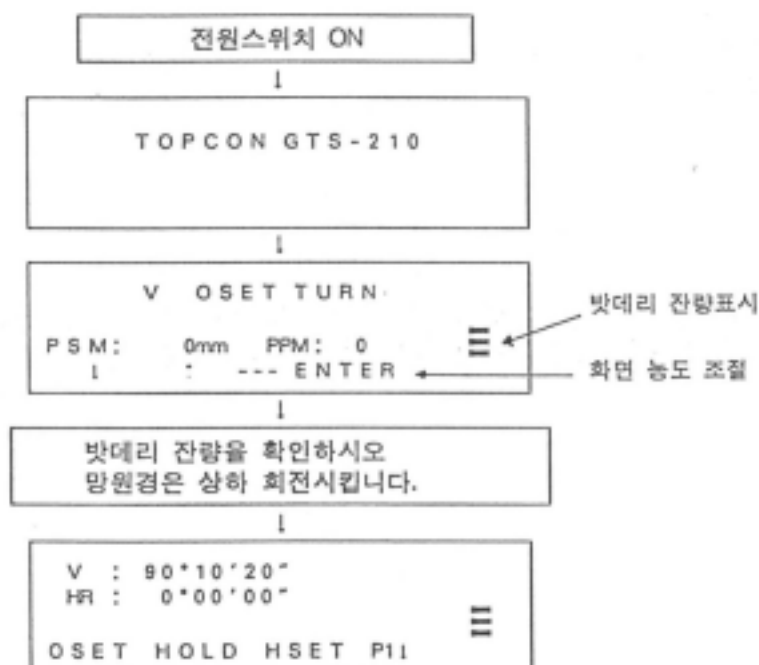 전원스위치 ON
↓
TOPCON GTS-210
↓
V OSET TURN
PSM: 0mm PPM: 0
밧데리 잔량표시
↓ : --- ENTER
화면 농도 조절
↓
밧데리 잔량을 확인하시오
망원경은 상하 회전시킵니다.
↓
V : 90°10'20"
HR : 0°00'00"
OSET HOLD HSET P1↓